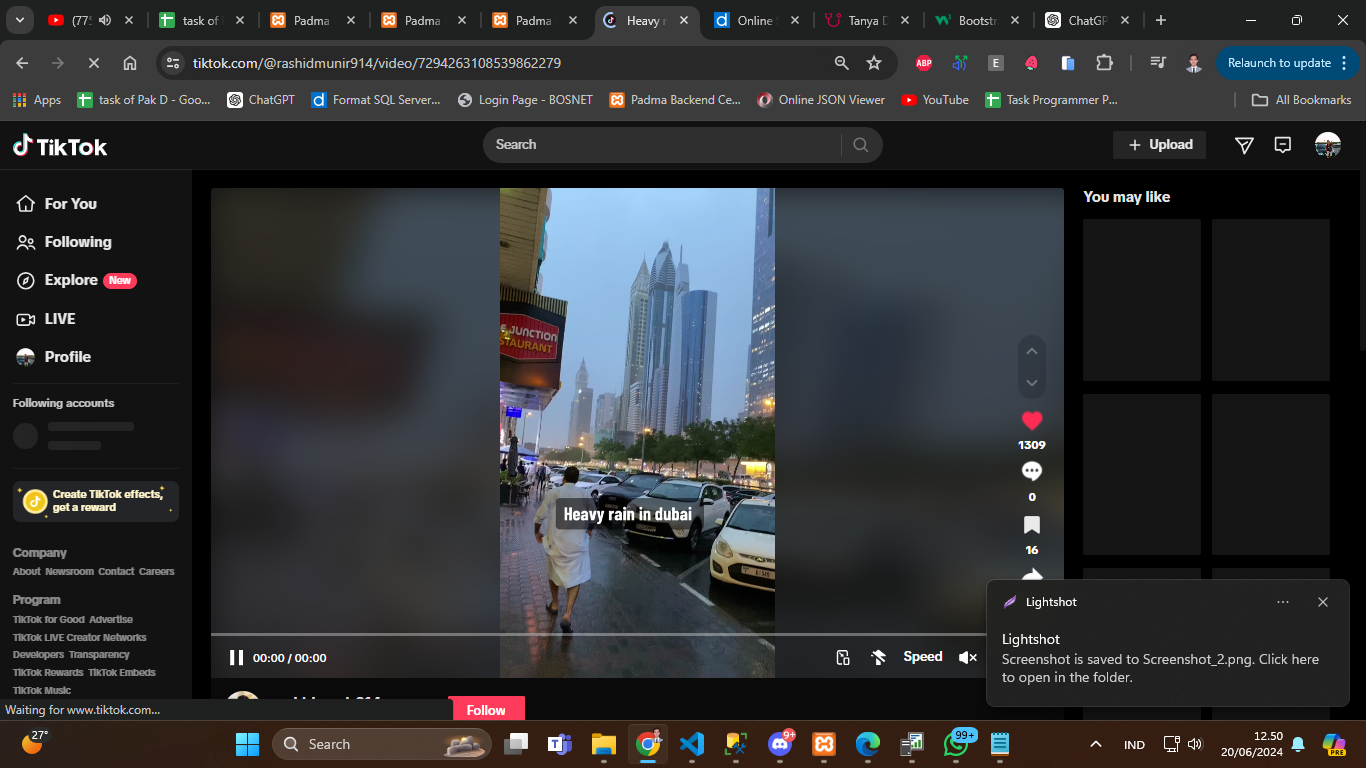 (775
task of
Padma
Padma
Padma
Heavy r
Online
Tanya D
Bootstr
ChatGP
tiktok.com/@rashidmunir914/video/7294263108539862279
ABP
E
Relaunch to update
Apps
task of Pak D - Goo...
ChatGPT
Format SQL Server...
Login Page - BOSNET
Padma Backend Ce...
Online JSON Viewer
YouTube
Task Programmer P...
All Bookmarks
TikTok
Search
Upload
For You
Following
Explore New
LIVE
Profile
Following accounts
Create TikTok effects,
get a reward
Company
About Newsroom Contact Careers
Program
TikTok for Good Advertise
TikTok LIVE Creator Networks
Developers Transparency
TikTok Rewards TikTok Embeds
TikTok Music
JUNCTION
STAURANT
Heavy rain in dubai
1309
0
16
00:00 / 00:00
Speed
Follow
You may like
Lightshot
Lightshot
Screenshot is saved to Screenshot_2.png. Click here
to open in the folder.
Waiting for www.tiktok.com...
27°
Search
9+
99+
IND
12.50
20/06/2024
PRE